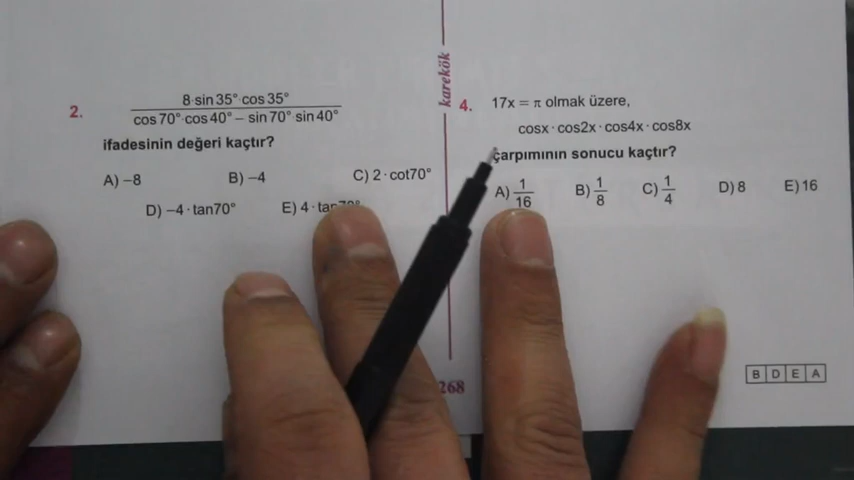 2.
8·sin 35° cos 35°
cos 70° cos 40° − sin 70° sin 40°
ifadesinin değeri kaçtır?
A) −8 B) −4 C) 2 · cot70°
D) −4 · tan70° E) 4 ·
karekök
268
4. 17x = π olmak üzere,
cosx · cos2x · cos4x · cos8x
çarpımının sonucu kaçtır?
A) 1/16 B) 1/8 C) 1/4 D) 8 E) 16
B D E A